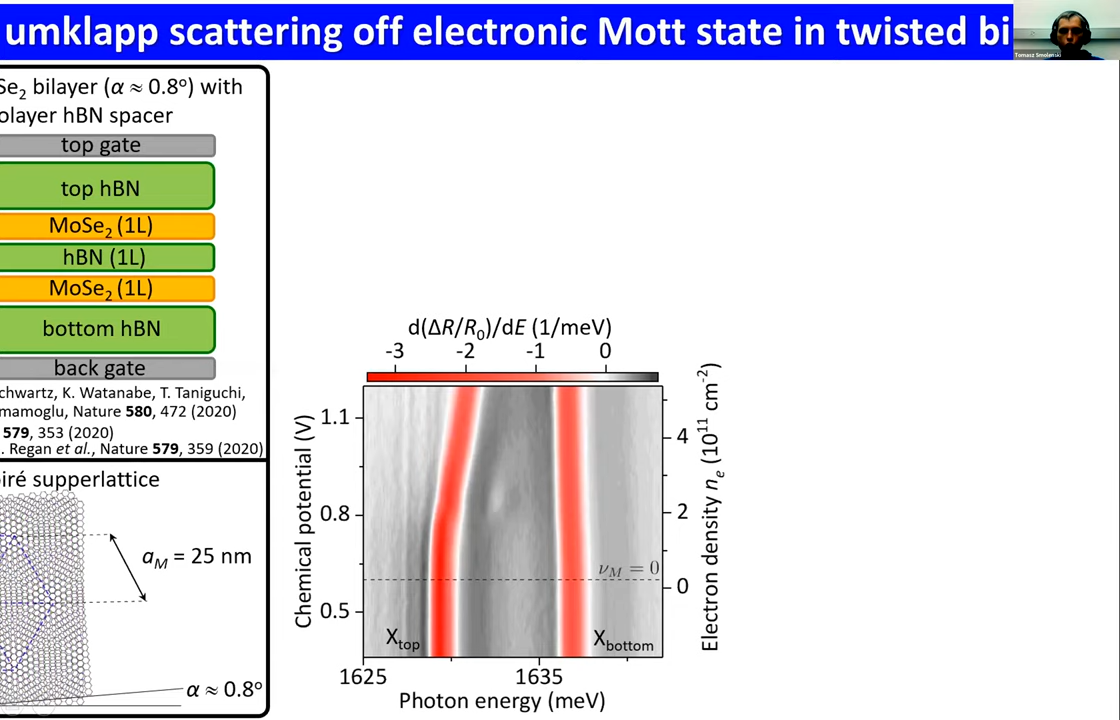 umklapp scattering off electronic Mott state in twisted bi
Tomasz Smolenski
Se₂ bilayer (α ≈ 0.8°) with
olayer hBN spacer
top gate
top hBN
MoSe₂ (1L)
hBN (1L)
MoSe₂ (1L)
bottom hBN
back gate
chwartz, K. Watanabe, T. Taniguchi,
mamoglu, Nature 580, 472 (2020)
579, 353 (2020)
. Regan et al., Nature 579, 359 (2020)
iré supperlattice
a_M = 25 nm
α ≈ 0.8°
d(ΔR/R₀)/dE (1/meV)
-3 -2 -1 0
Chemical potential (V)
1.1
0.8
0.5
4
2
0
Electron density nₑ (10¹¹ cm⁻²)
ν_M = 0
X_top
X_bottom
1625 1635
Photon energy (meV)